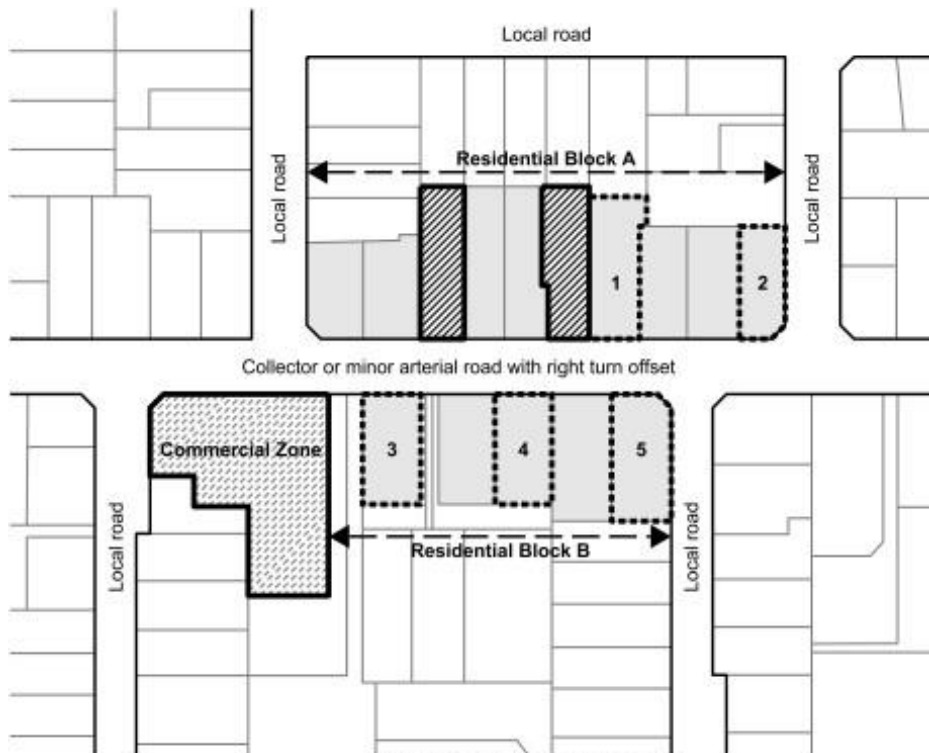 Local road
Residential Block A
Local road
Local road
1
2
Collector or minor arterial road with right turn offset
Commercial Zone
3
4
5
Local road
Local road
Residential Block B